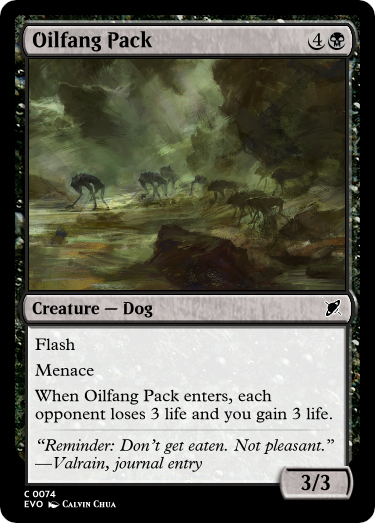 Oilfang Pack 4
Creature — Dog
Flash
Menace
When Oilfang Pack enters, each
opponent loses 3 life and you gain 3 life.
“Reminder: Don’t get eaten. Not pleasant.”
—Valrain, journal entry
3/3
C 0074
EVO Calvin Chua